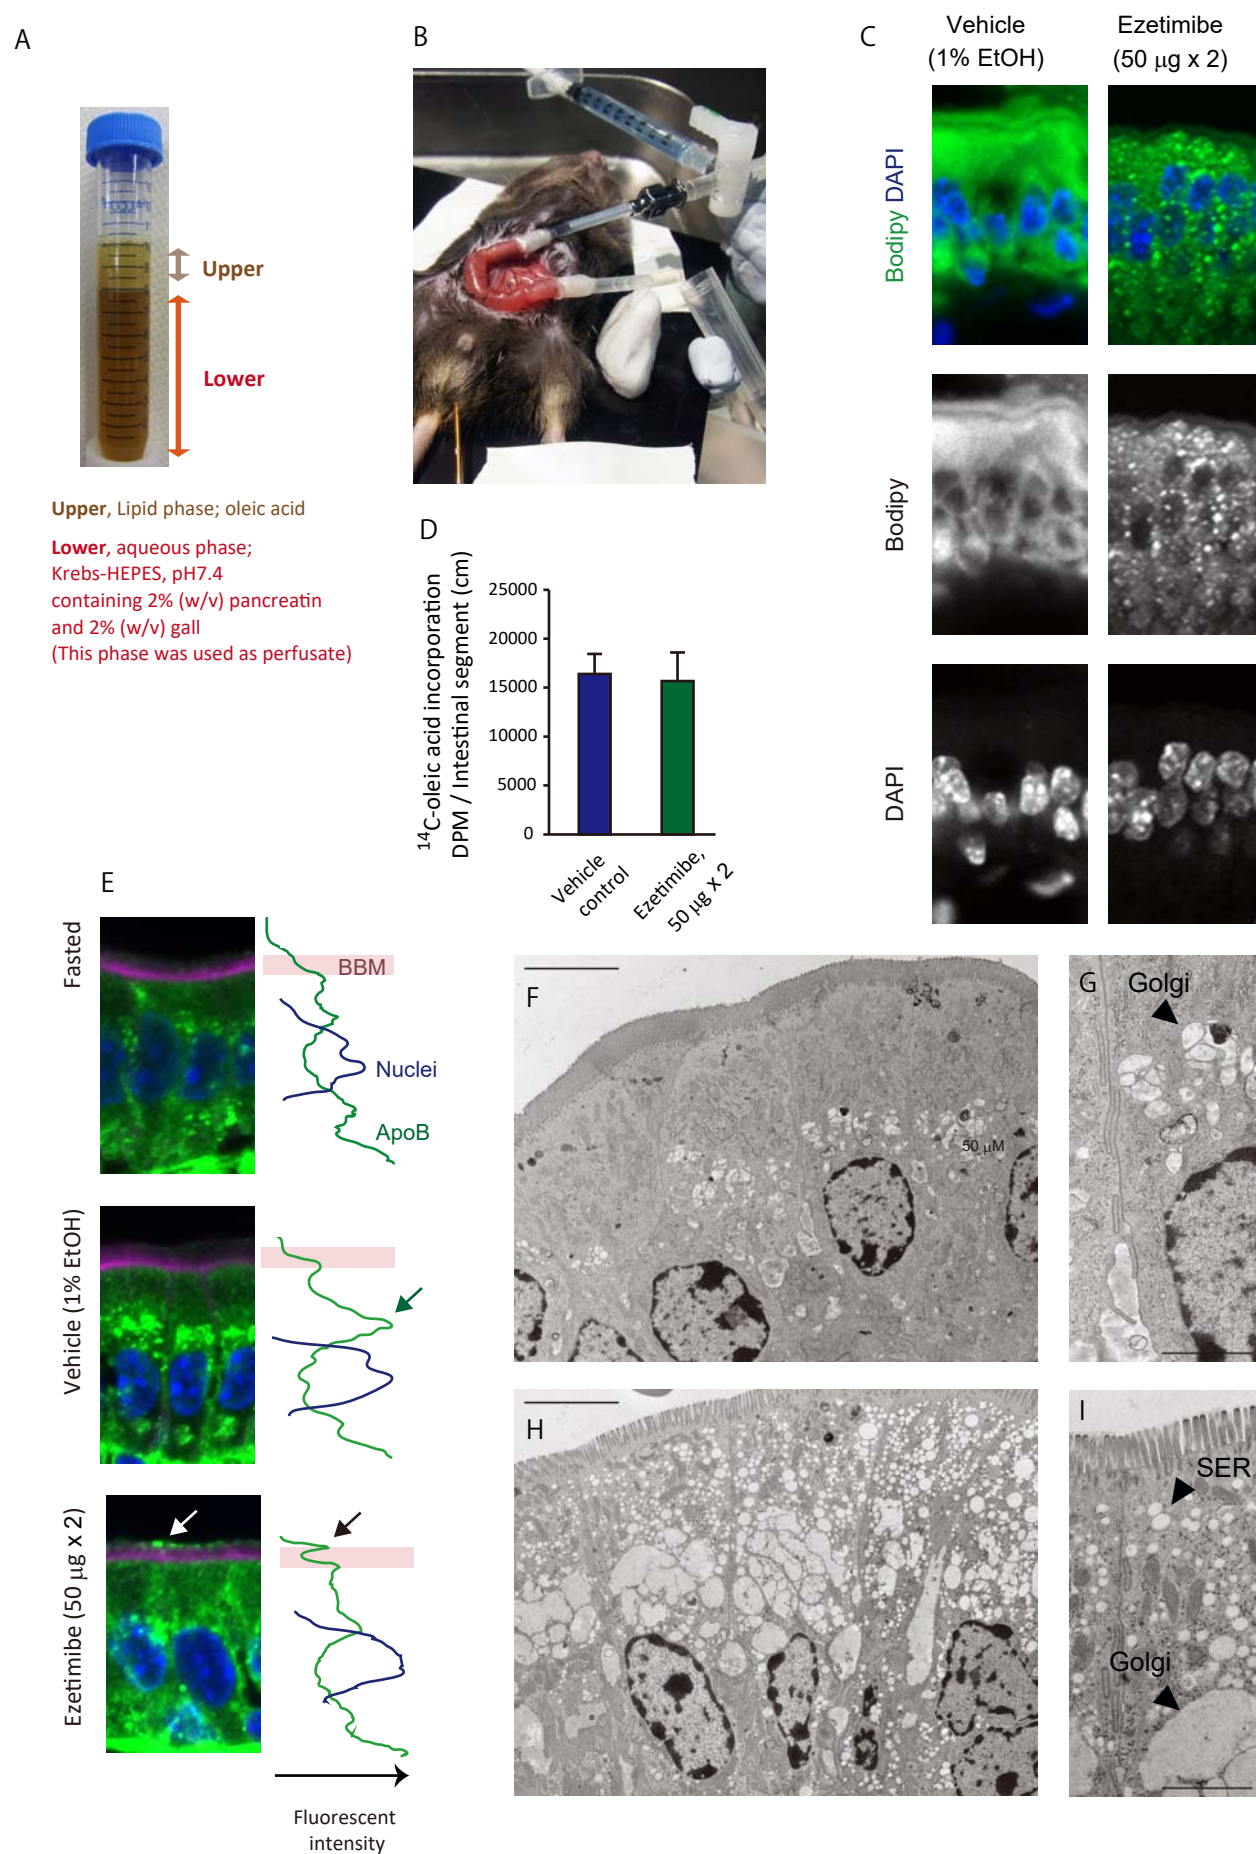 A
Upper
Lower
Upper, Lipid phase; oleic acid
Lower, aqueous phase;
Krebs-HEPES, pH7.4
containing 2% (w/v) pancreatin
and 2% (w/v) gall
(This phase was used as perfusate)
B
C
Vehicle
(1% EtOH)
Ezetimibe
(50 μg x 2)
Bodipy DAPI
Bodipy
DAPI
D
14C-oleic acid incorporation
DPM / Intestinal segment (cm)
25000
20000
15000
10000
5000
0
Vehicle
control
Ezetimibe,
50 μg x 2
E
Fasted
BBM
Nuclei
ApoB
Vehicle (1% EtOH)
Ezetimibe (50 μg x 2)
Fluorescent
intensity
F
50 μM
G
Golgi
H
I
SER
Golgi